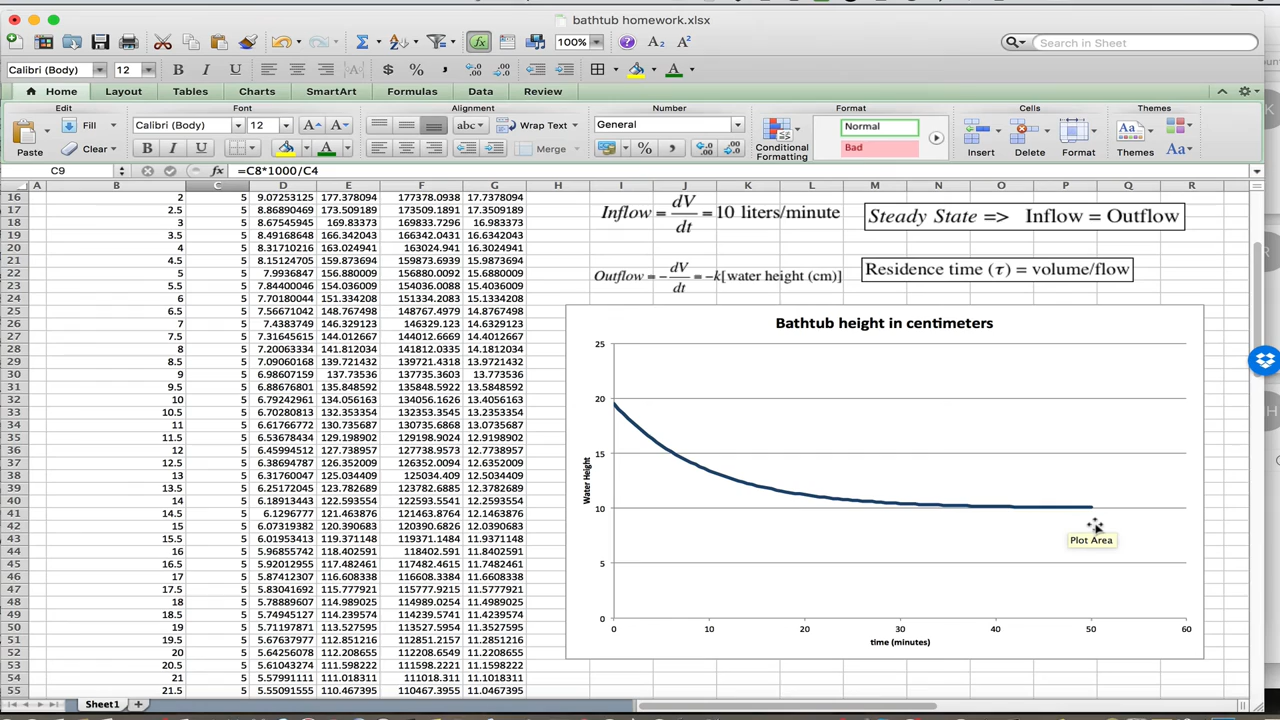 bathtub homework.xlsx
100%
Search in Sheet
Calibri (Body) 12
Home Layout Tables Charts SmartArt Formulas Data Review
Edit Font Alignment Number Format Cells Themes
Fill Calibri (Body) 12 abc Wrap Text General Normal
Paste Clear Merge Conditional Formatting Bad Insert Delete Format Themes Aa
C9 fx =C8*1000/C4
A B C D E F G H I J K L M N O P Q R
16 2 5 9.07253125 177.378094 177378.0938 17.7378094
17 2.5 5 8.86890469 173.509189 173509.1891 17.3509189
18 3 5 8.67545945 169.83373 169833.7296 16.983373
19 3.5 5 8.49168648 166.342043 166342.0431 16.6342043
20 4 5 8.31710216 163.024941 163024.941 16.3024941
21 4.5 5 8.15124705 159.873694 159873.6939 15.9873694
22 5 5 7.9936847 156.880009 156880.0092 15.6880009
23 5.5 5 7.84400046 154.036009 154036.0088 15.4036009
24 6 5 7.70180044 151.334208 151334.2083 15.1334208
25 6.5 5 7.56671042 148.767498 148767.4979 14.8767498
26 7 5 7.4383749 146.329123 146329.123 14.6329123
27 7.5 5 7.31645615 144.012667 144012.6669 14.4012667
28 8 5 7.20063334 141.812034 141812.0335 14.1812034
29 8.5 5 7.09060168 139.721432 139721.4318 13.9721432
30 9 5 6.98607159 137.73536 137735.3603 13.773536
31 9.5 5 6.88676801 135.848592 135848.5922 13.5848592
32 10 5 6.79242961 134.056163 134056.1626 13.4056163
33 10.5 5 6.70280813 132.353354 132353.3545 13.2353354
34 11 5 6.61766772 130.735687 130735.6868 13.0735687
35 11.5 5 6.53678434 129.198902 129198.9024 12.9198902
36 12 5 6.45994512 127.738957 127738.9573 12.7738957
37 12.5 5 6.38694787 126.352009 126352.0094 12.6352009
38 13 5 6.31760047 125.034409 125034.409 12.5034409
39 13.5 5 6.25172045 123.782689 123782.6885 12.3782689
40 14 5 6.18913443 122.593554 122593.5541 12.2593554
41 14.5 5 6.1296777 121.463876 121463.8764 12.1463876
42 15 5 6.07319382 120.390683 120390.6826 12.0390683
43 15.5 5 6.01953413 119.371148 119371.1484 11.9371148
44 16 5 5.96855742 118.402591 118402.591 11.8402591
45 16.5 5 5.92012955 117.482461 117482.4615 11.7482461
46 17 5 5.87412307 116.608338 116608.3384 11.6608338
47 17.5 5 5.83041692 115.777921 115777.9215 11.5777921
48 18 5 5.78889607 114.989025 114989.0254 11.4989025
49 18.5 5 5.74945127 114.239574 114239.5741 11.4239574
50 19 5 5.71197871 113.527595 113527.5954 11.3527595
51 19.5 5 5.67637977 112.851216 112851.2157 11.2851216
52 20 5 5.64256078 112.208655 112208.6549 11.2208655
53 20.5 5 5.61043274 111.598222 111598.2221 11.1598222
54 21 5 5.57991111 111.018311 111018.311 11.1018311
55 21.5 5 5.55091555 110.467395 110467.3955 11.0467395
Inflow = dV/dt = 10 liters/minute
Steady State => Inflow = Outflow
Outflow = -dV/dt = -k[water height (cm)]
Residence time (τ) = volume/flow
Bathtub height in centimeters
25
20
15
Water Height
10
5
0
Plot Area
0 10 20 30 40 50 60
time (minutes)
Sheet1